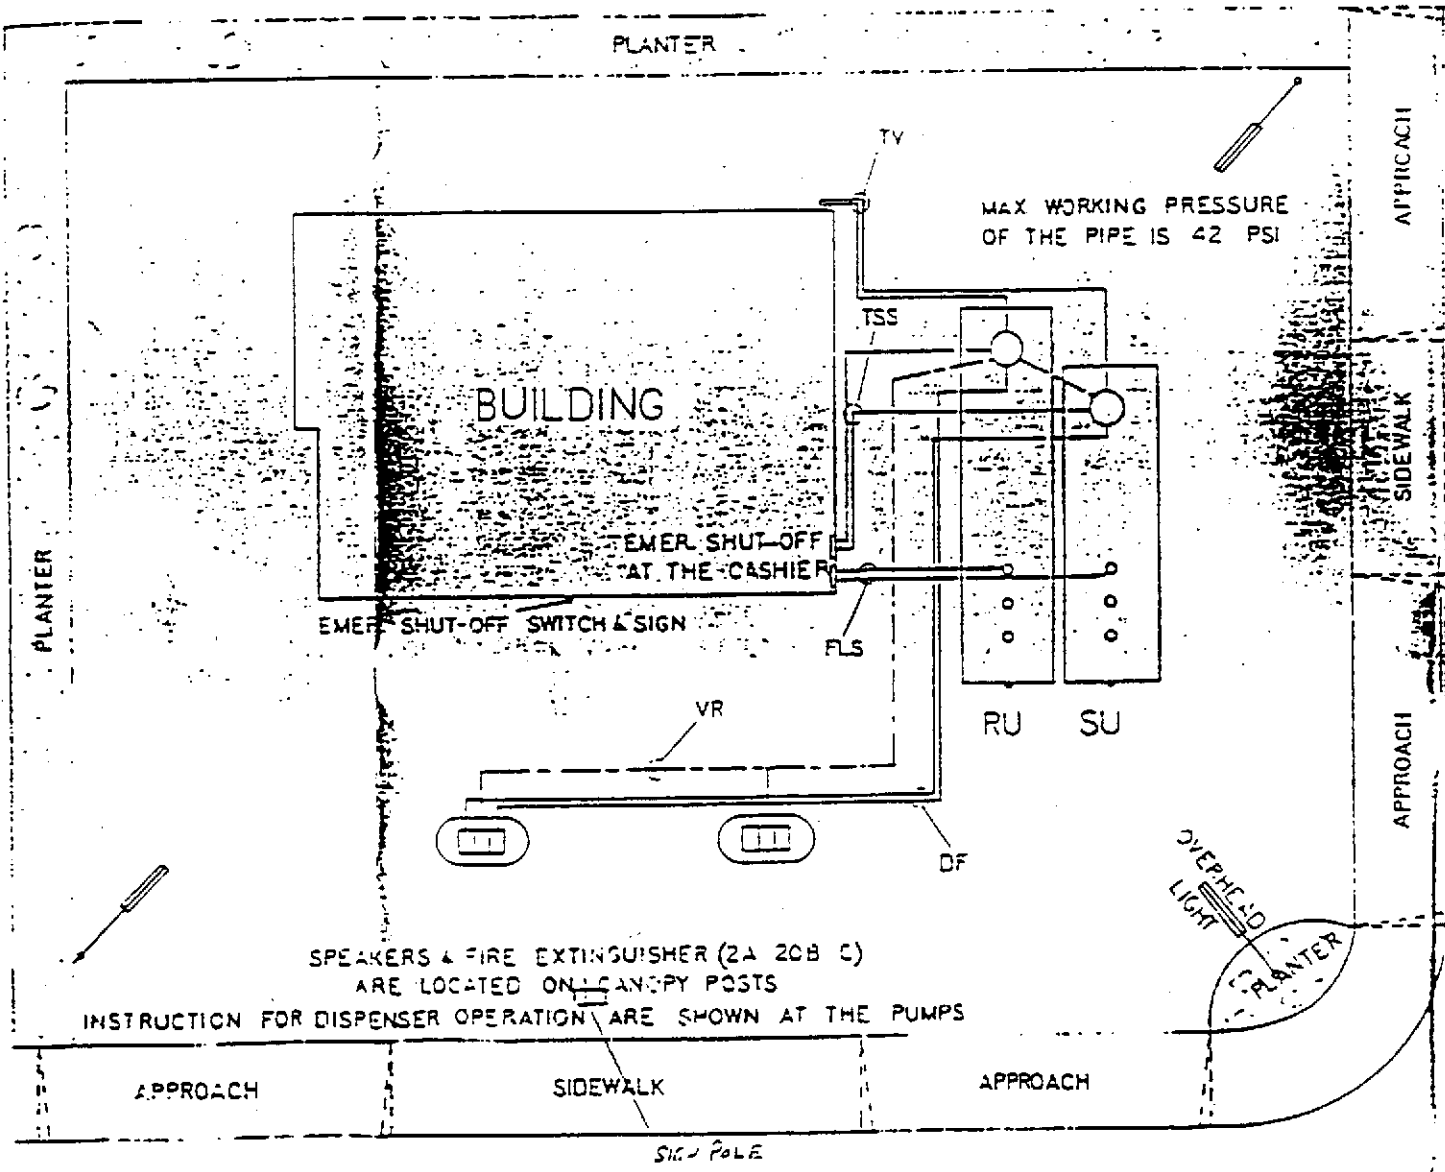 PLANTER
TV
APPROACH
MAX WORKING PRESSURE
OF THE PIPE IS 42 PSI
TSS
BUILDING
SIDEWALK
EMER SHUT-OFF
AT THE CASHIER
PLANTER
EMER SHUT-OFF SWITCH & SIGN
FLS
VR
RU SU
APPROACH
DF
OVERHEAD
LIGHT
PLANTER
SPEAKERS & FIRE EXTINGUISHER (2A 20B C)
ARE LOCATED ON CANOPY POSTS
INSTRUCTION FOR DISPENSER OPERATION ARE SHOWN AT THE PUMPS
APPROACH
SIDEWALK
APPROACH
SIGN POLE